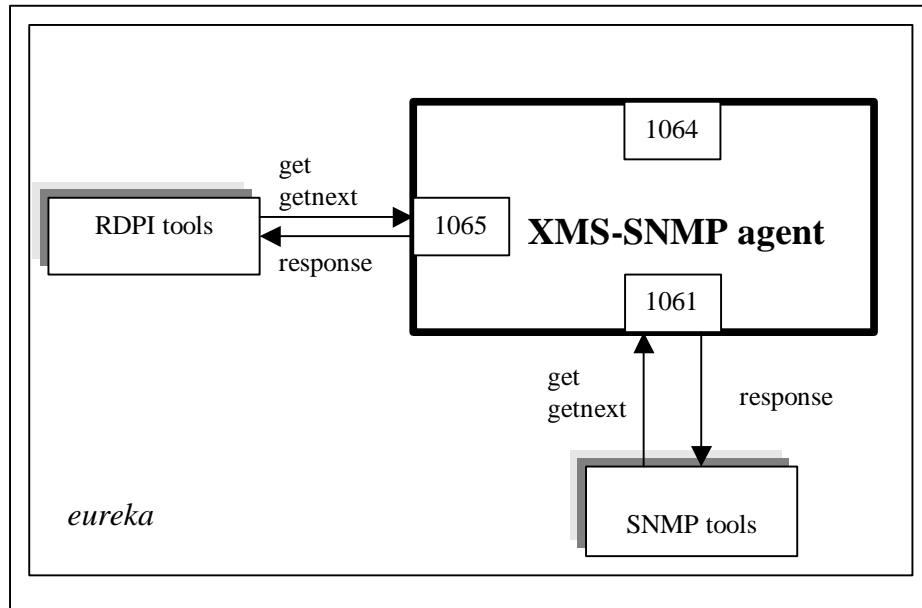 1064
get
getnext
RDPI tools
1065
XMS-SNMP agent
response
1061
get
getnext
response
eureka
SNMP tools